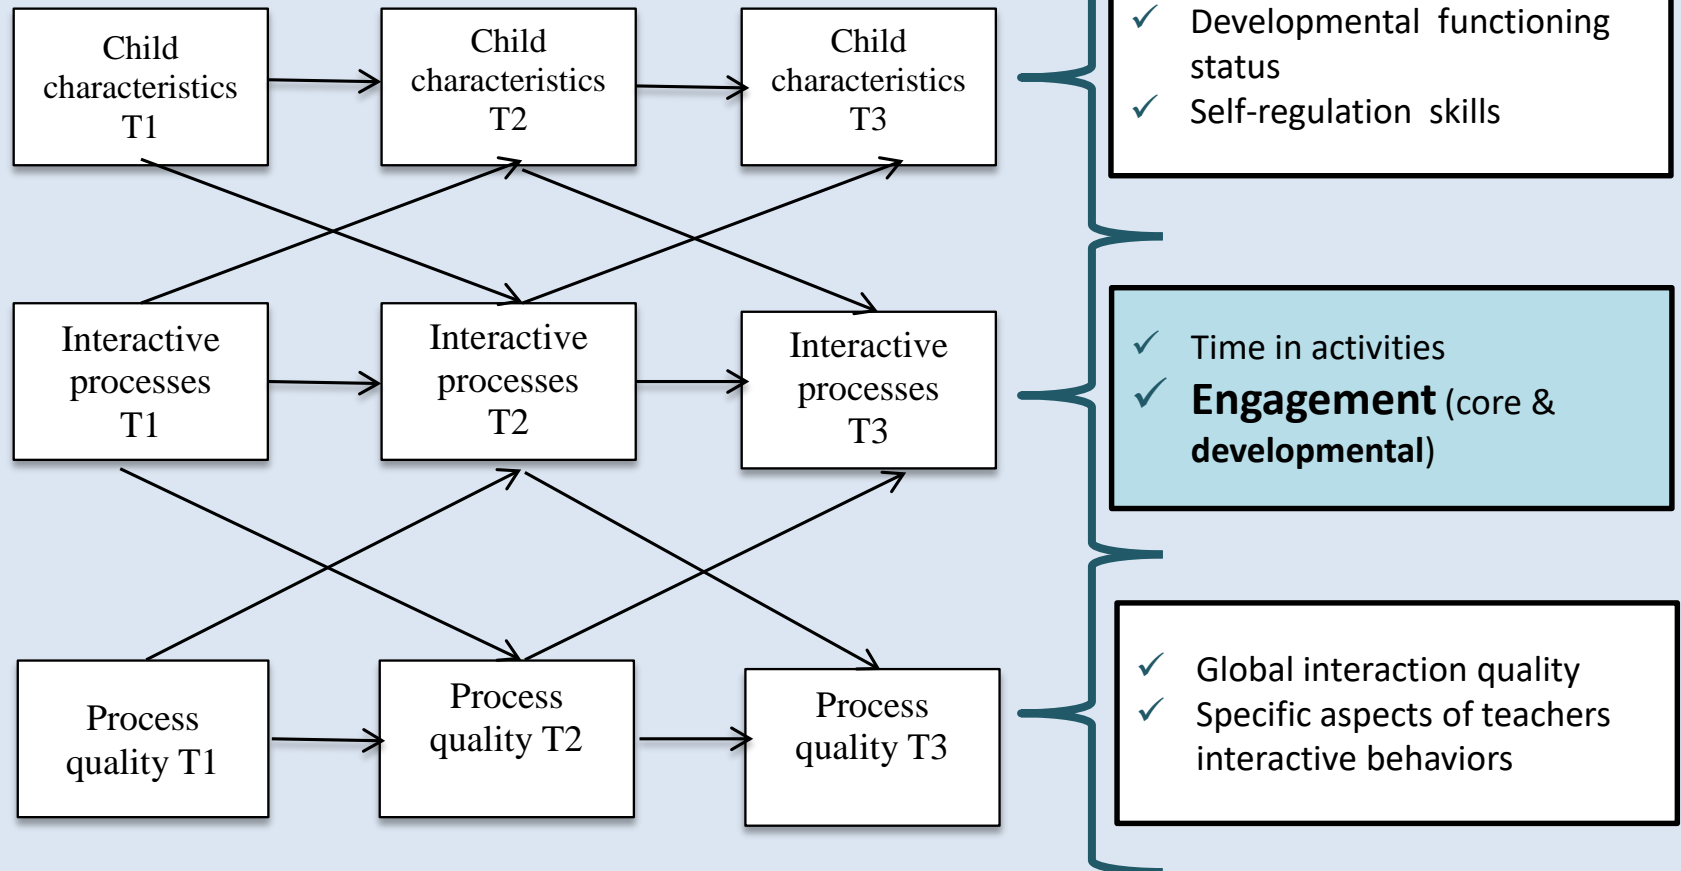 Child
characteristics
T1
Child
characteristics
T2
Child
characteristics
T3
✓ Developmental functioning
status
✓ Self-regulation skills
Interactive
processes
T1
Interactive
processes
T2
Interactive
processes
T3
✓ Time in activities
✓ Engagement (core &
developmental)
Process
quality T1
Process
quality T2
Process
quality T3
✓ Global interaction quality
✓ Specific aspects of teachers
interactive behaviors